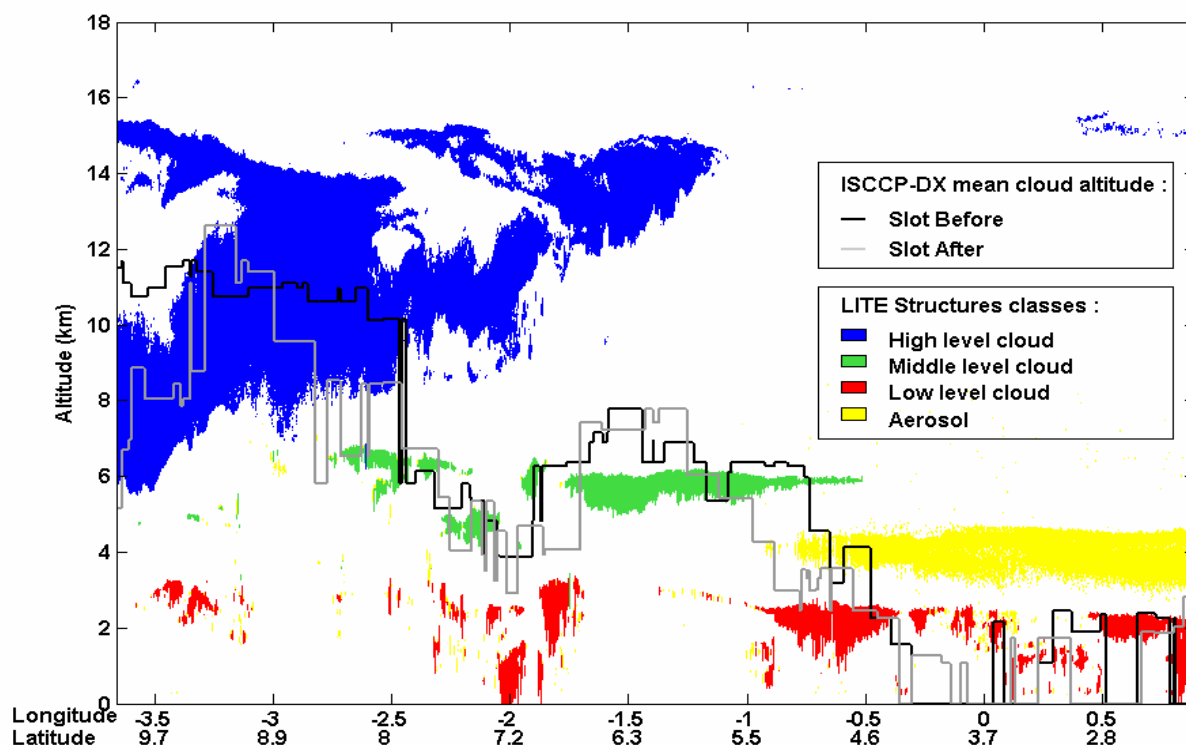 18
16
14
12
10
8
6
4
2
0
Altitude (km)
ISCCP-DX mean cloud altitude :
Slot Before
Slot After
LITE Structures classes :
High level cloud
Middle level cloud
Low level cloud
Aerosol
Longitude -3.5 -3 -2.5 -2 -1.5 -1 -0.5 0 0.5
Latitude 9.7 8.9 8 7.2 6.3 5.5 4.6 3.7 2.8